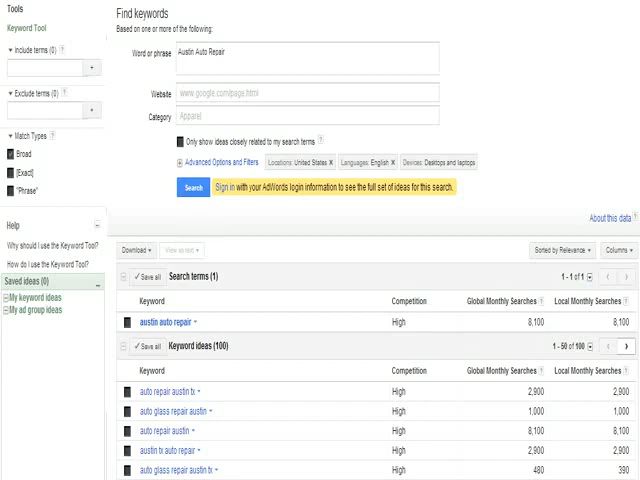 Tools
Keyword Tool
Include terms (0) ?
+
Exclude terms (0) ?
+
Match Types ?
Broad
[Exact]
"Phrase"
Help
Why should I use the Keyword Tool?
How do I use the Keyword Tool?
Saved ideas (0)
My keyword ideas
My ad group ideas
Find keywords
Based on one or more of the following:
Word or phrase Austin Auto Repair
Website www.google.com/page.html
Category Apparel
Only show ideas closely related to my search terms ?
Advanced Options and Filters Locations: United States x Languages: English x Devices: Desktops and laptops
Search Sign in with your AdWords login information to see the full set of ideas for this search.
About this data ?
Download View as text Sorted by Relevance Columns
Save all Search terms (1) 1 - 1 of 1
Keyword Competition Global Monthly Searches ? Local Monthly Searches ?
austin auto repair High 8,100 8,100
Save all Keyword ideas (100) 1 - 50 of 100
Keyword Competition Global Monthly Searches ? Local Monthly Searches ?
auto repair austin tx High 2,900 2,900
auto glass repair austin High 1,000 1,000
auto repair austin High 8,100 8,100
austin tx auto repair High 2,900 2,900
auto glass repair austin tx High 480 390